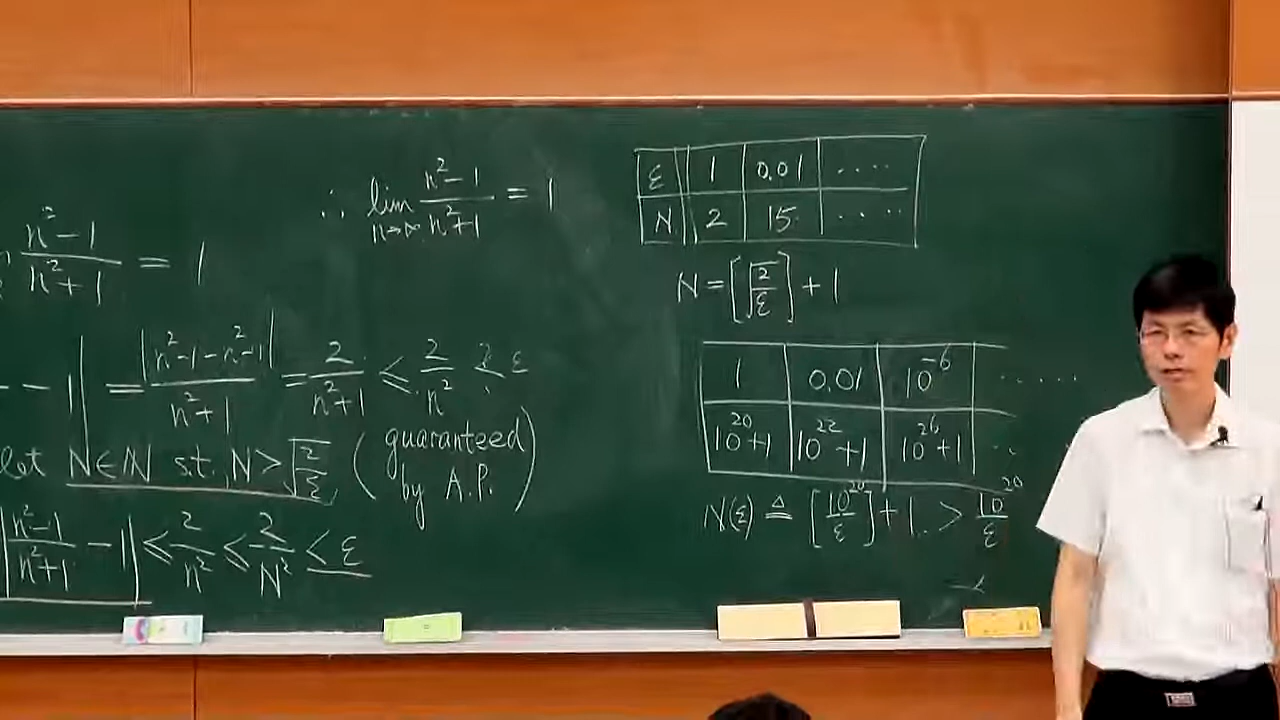 n²-1/n²+1 = 1
-1| = |n²-1-n²-1|/n²+1 = 2/n²+1 ≤ 2/n² ≤? ε
let N∈ℕ s.t. N > √(2/ε) (guaranteed by A.P.)
|n²-1/n²+1 - 1| ≤ 2/n² ≤ 2/N² ≤ ε
∴ lim n→∞ n²-1/n²+1 = 1
ε 1 0.01 ....
N 2 15 ....
N = [√(2/ε)] + 1
1 0.01 10⁻⁶ .....
10²⁰+1 10²²+1 10²⁶+1 ..
N(ε) ≜ [10²⁰/ε] + 1. > 10²⁰/ε